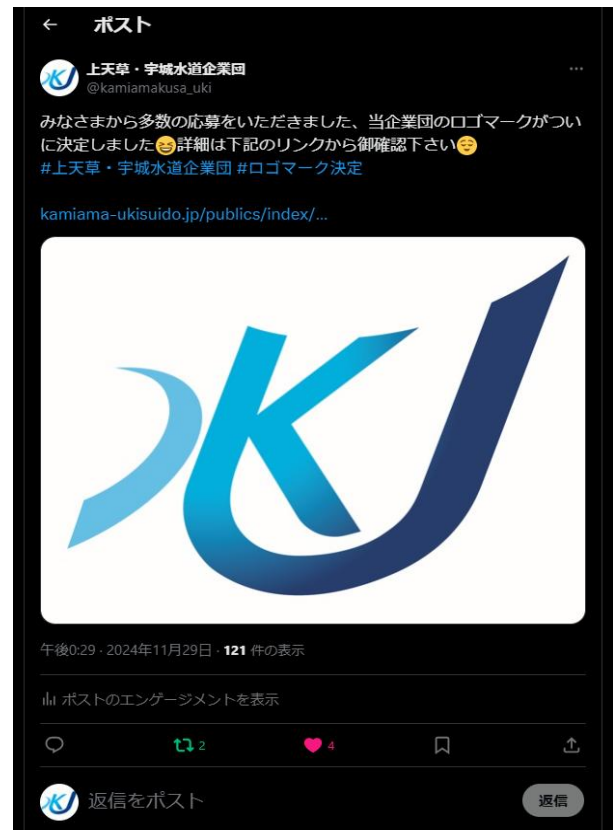 ポスト
上天草・宇城水道企業団
@kamiamakusa_uki
みなさまから多数の応募をいただきました、当企業団のロゴマークがつい
に決定しました😆詳細は下記のリンクから御確認下さい😌
#上天草・宇城水道企業団 #ロゴマーク決定
kamiama-ukisuido.jp/publics/index/...
KU
午後0:29 · 2024年11月29日 · 121 件の表示
ポストのエンゲージメントを表示
2 4
返信をポスト 返信